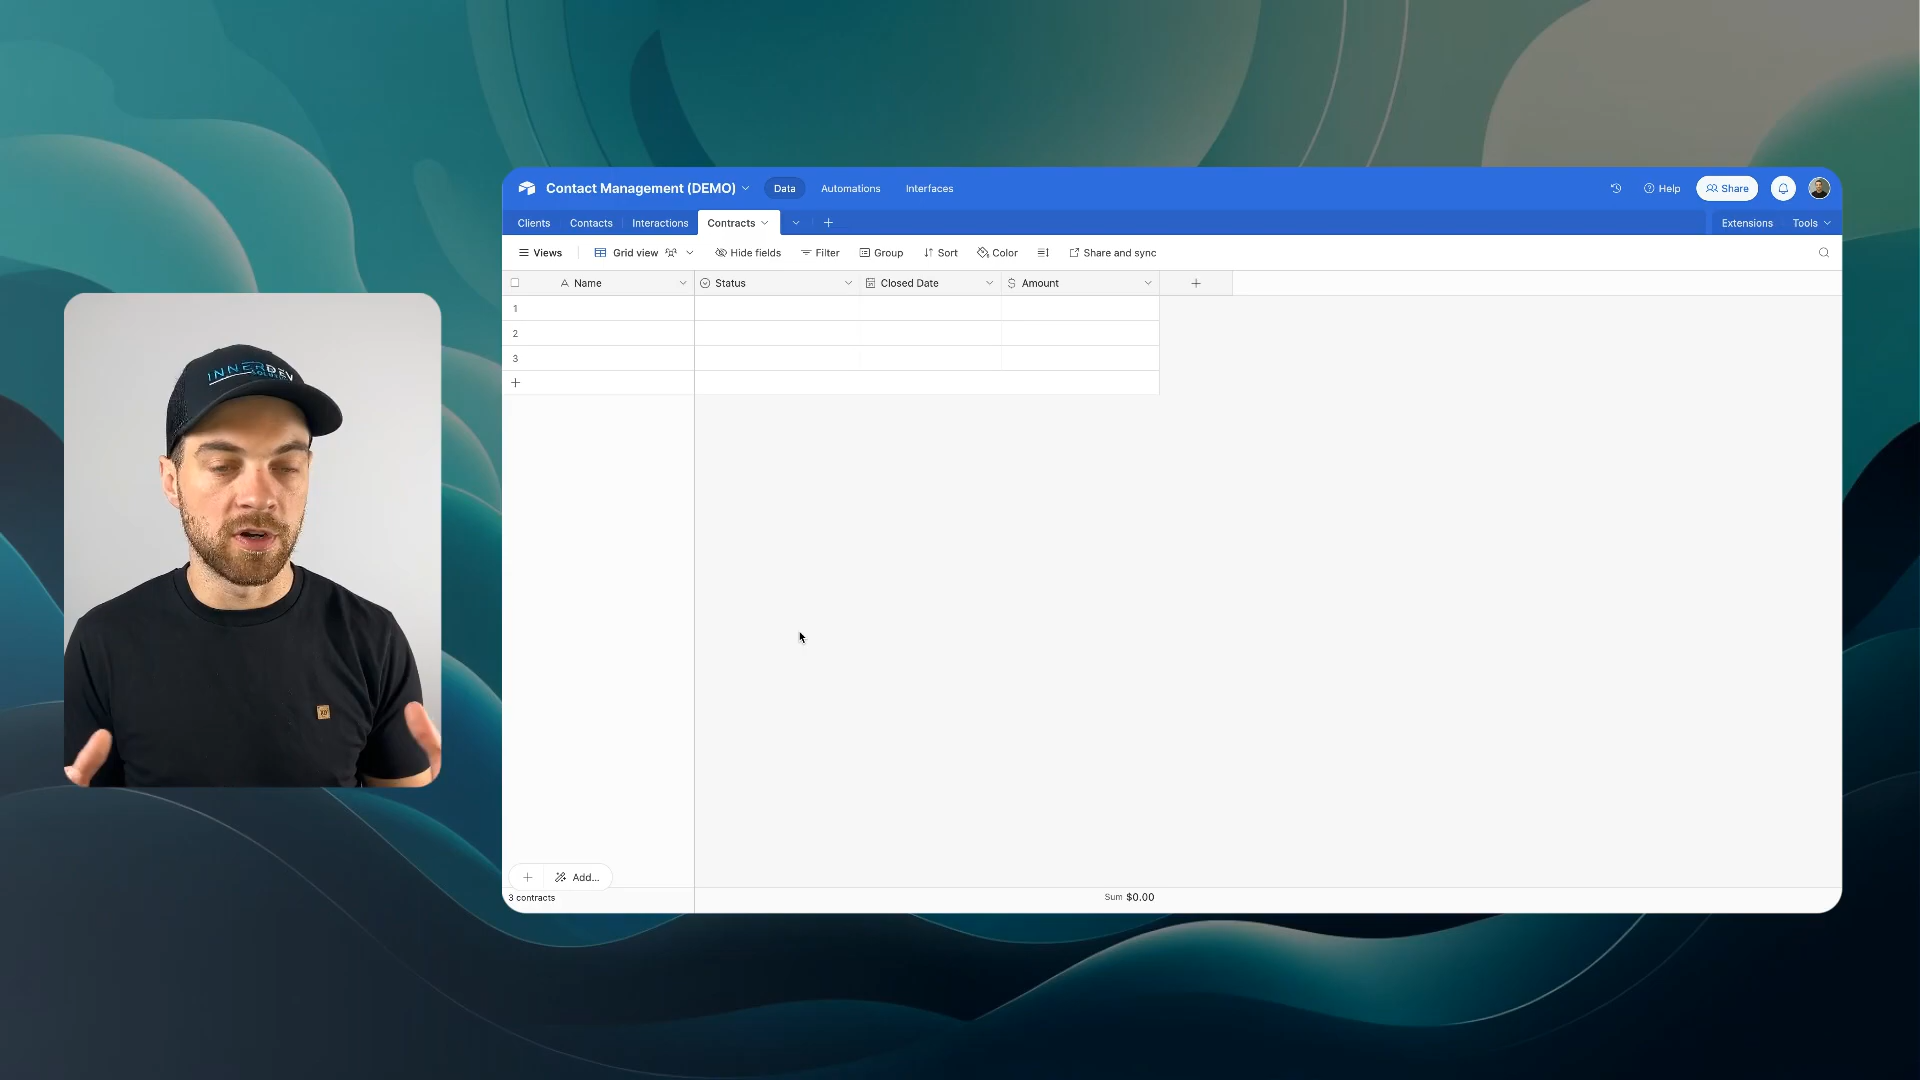 Contact Management (DEMO) Data Automations Interfaces Help Share
Clients Contacts Interactions Contracts Extensions Tools
Views Grid view Hide fields Filter Group Sort Color Share and sync
Name Status Closed Date Amount
1
2
3
INNERDEV
Add...
3 contracts Sum $0.00